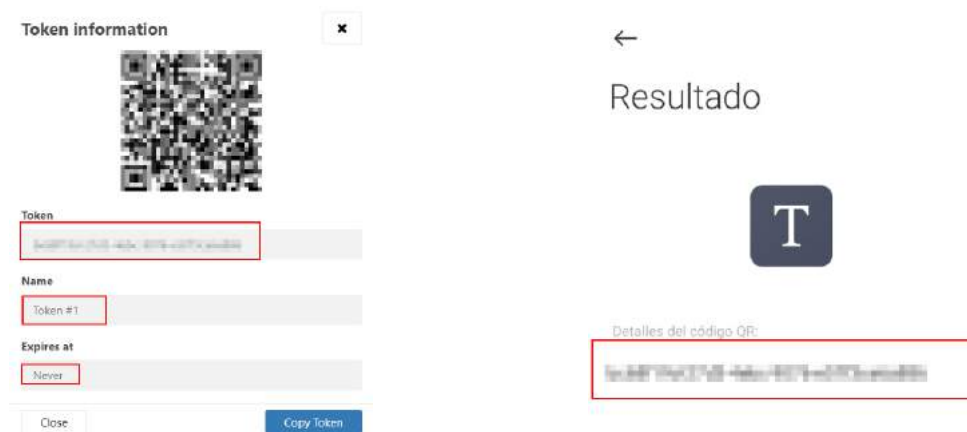 Token information
Token
Name
Token #1
Expires at
Never
Close
Copy Token
Resultado
T
Detalles del código QR: